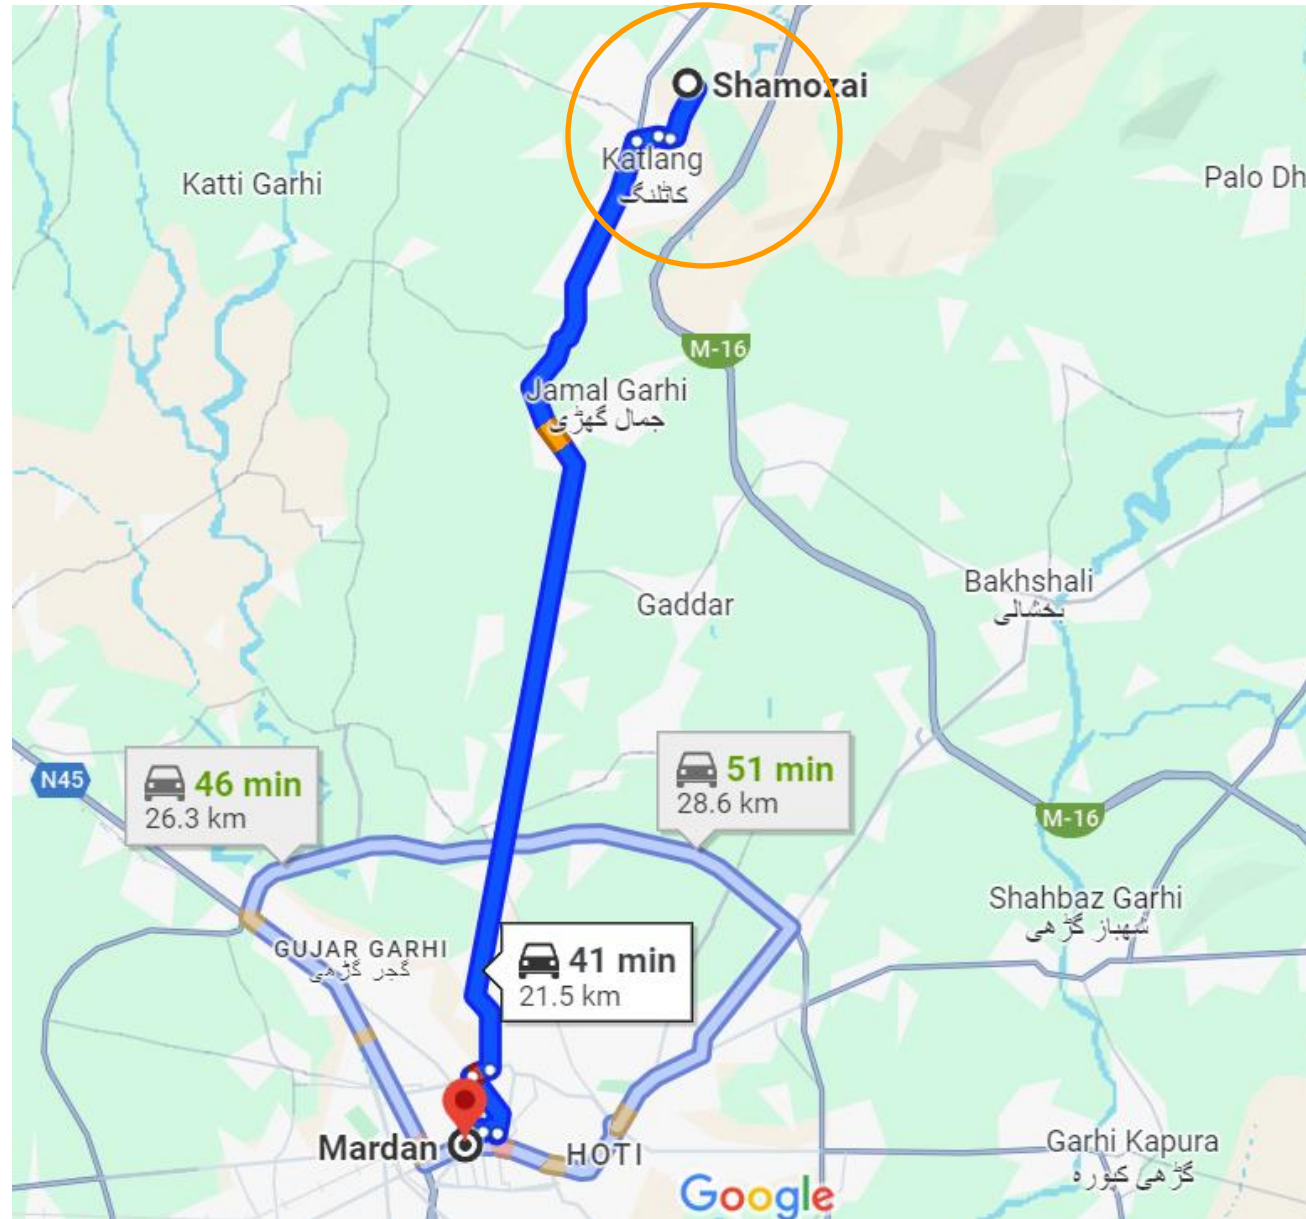 Shamozai
Katlang
کاٹلنگ
Katti Garhi
Palo Dh
M-16
Jamal Garhi
جمال گھڑی
Bakhshali
بخشالی
Gaddar
N45
46 min
26.3 km
51 min
28.6 km
M-16
Shahbaz Garhi
شهباز گڑھی
GUJAR GARHI
گجر گڑھی
41 min
21.5 km
Mardan
HOTI
Garhi Kapura
گڑھی کپوره
Google